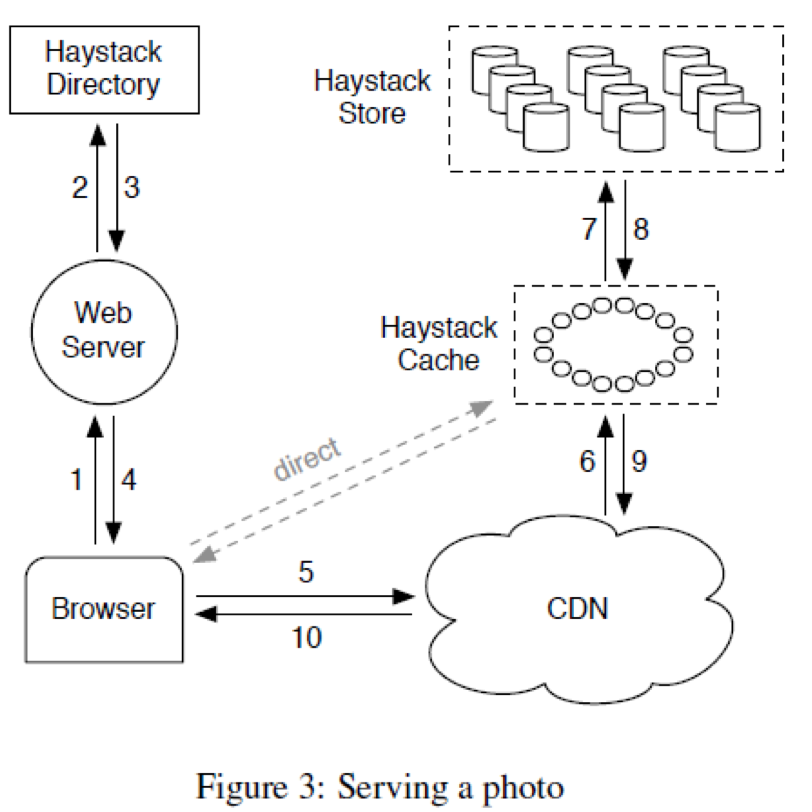 Haystack
Directory
Haystack
Store
2
3
7
8
Web
Server
Haystack
Cache
1
4
direct
6
9
Browser
5
10
CDN
Figure 3: Serving a photo